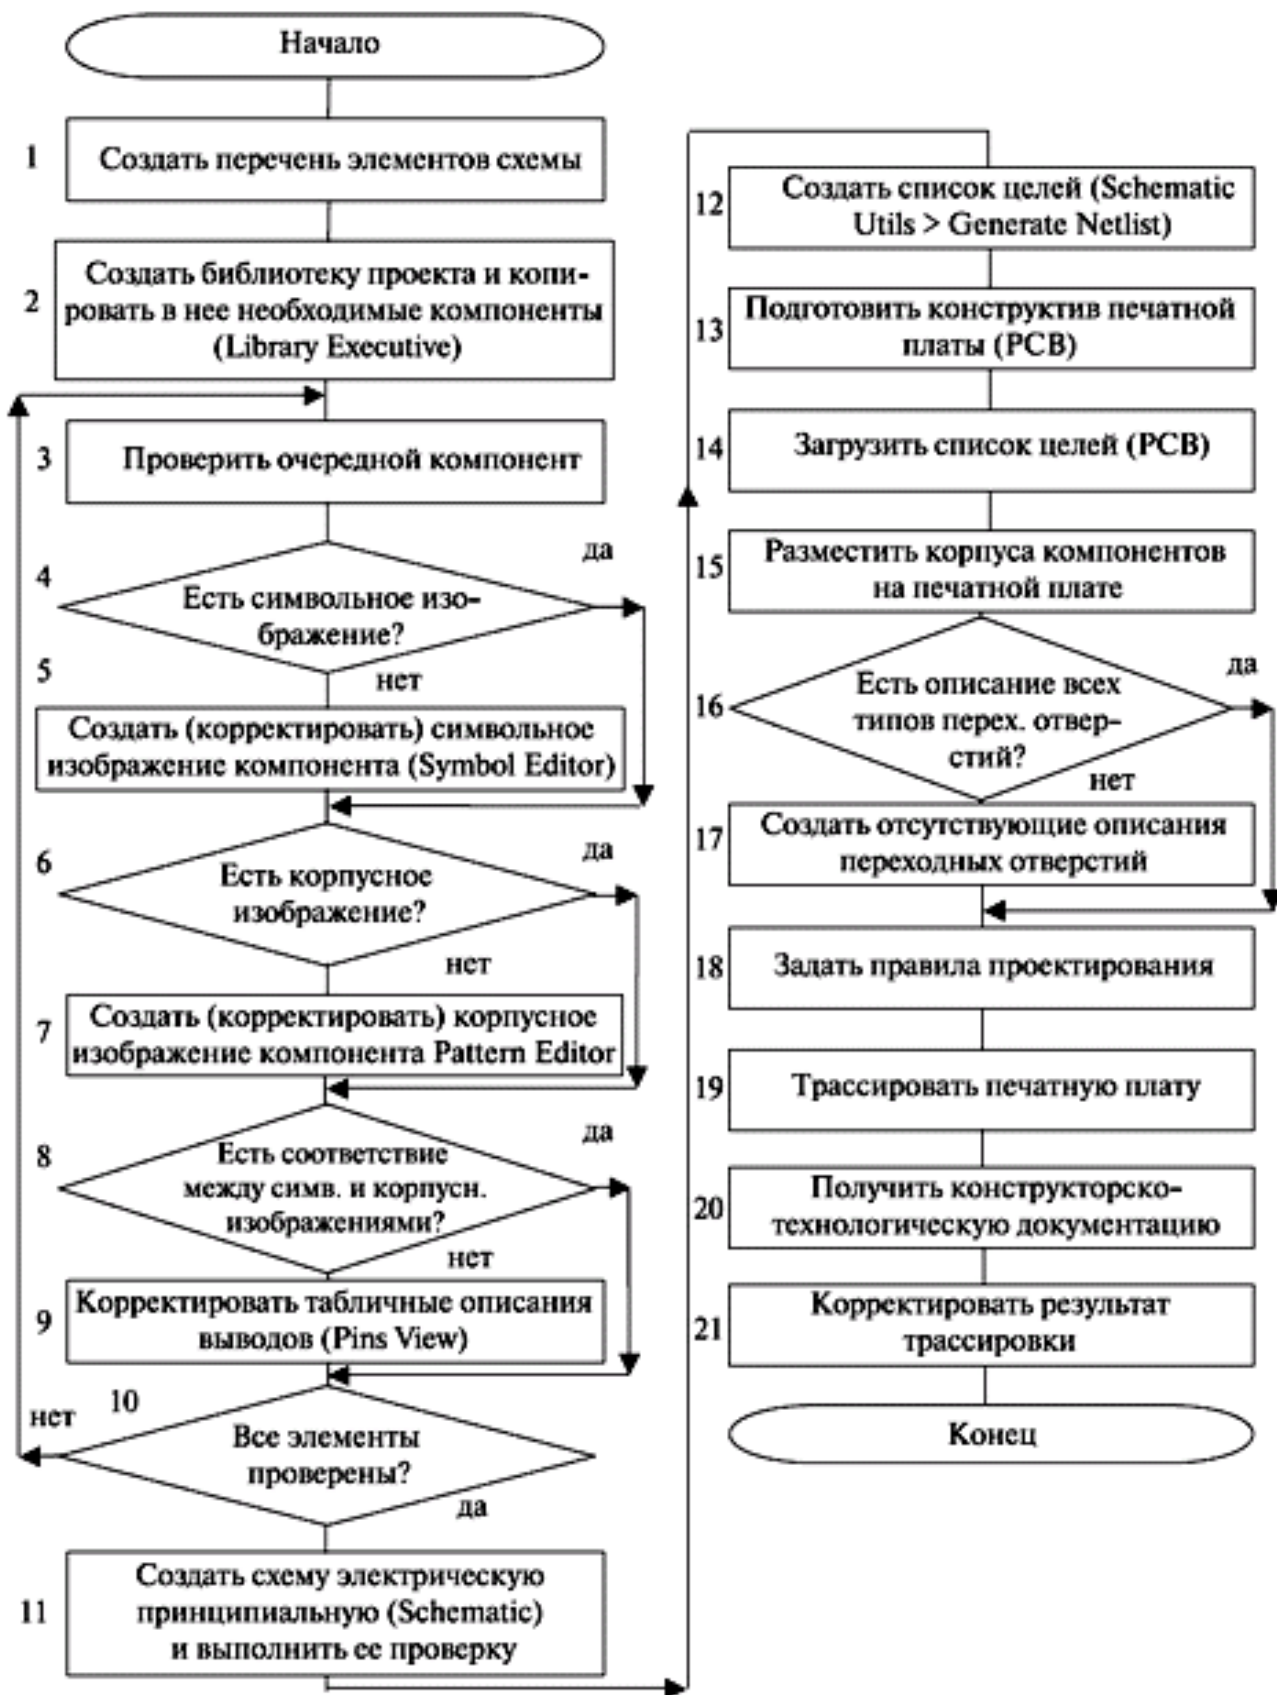 Начало
1
Создать перечень элементов схемы
2
Создать библиотеку проекта и копи-
ровать в нее необходимые компоненты
(Library Executive)
3
Проверить очередной компонент
4
да
Есть символьное изо-
бражение?
нет
5
Создать (корректировать) символьное
изображение компонента (Symbol Editor)
6
да
Есть корпусное
изображение?
нет
7
Создать (корректировать) корпусное
изображение компонента Pattern Editor
8
да
Есть соответствие
между симв. и корпусн.
изображениями?
нет
9
Корректировать табличные описания
выводов (Pins View)
10
нет
Все элементы
проверены?
да
11
Создать схему электрическую
принципиальную (Schematic)
и выполнить ее проверку
12
Создать список целей (Schematic
Utils > Generate Netlist)
13
Подготовить конструктив печатной
платы (PCB)
14
Загрузить список целей (PCB)
15
Разместить корпуса компонентов
на печатной плате
16
да
Есть описание всех
типов перех. отвер-
стий?
нет
17
Создать отсутствующие описания
переходных отверстий
18
Задать правила проектирования
19
Трассировать печатную плату
20
Получить конструкторско-
технологическую документацию
21
Корректировать результат
трассировки
Конец